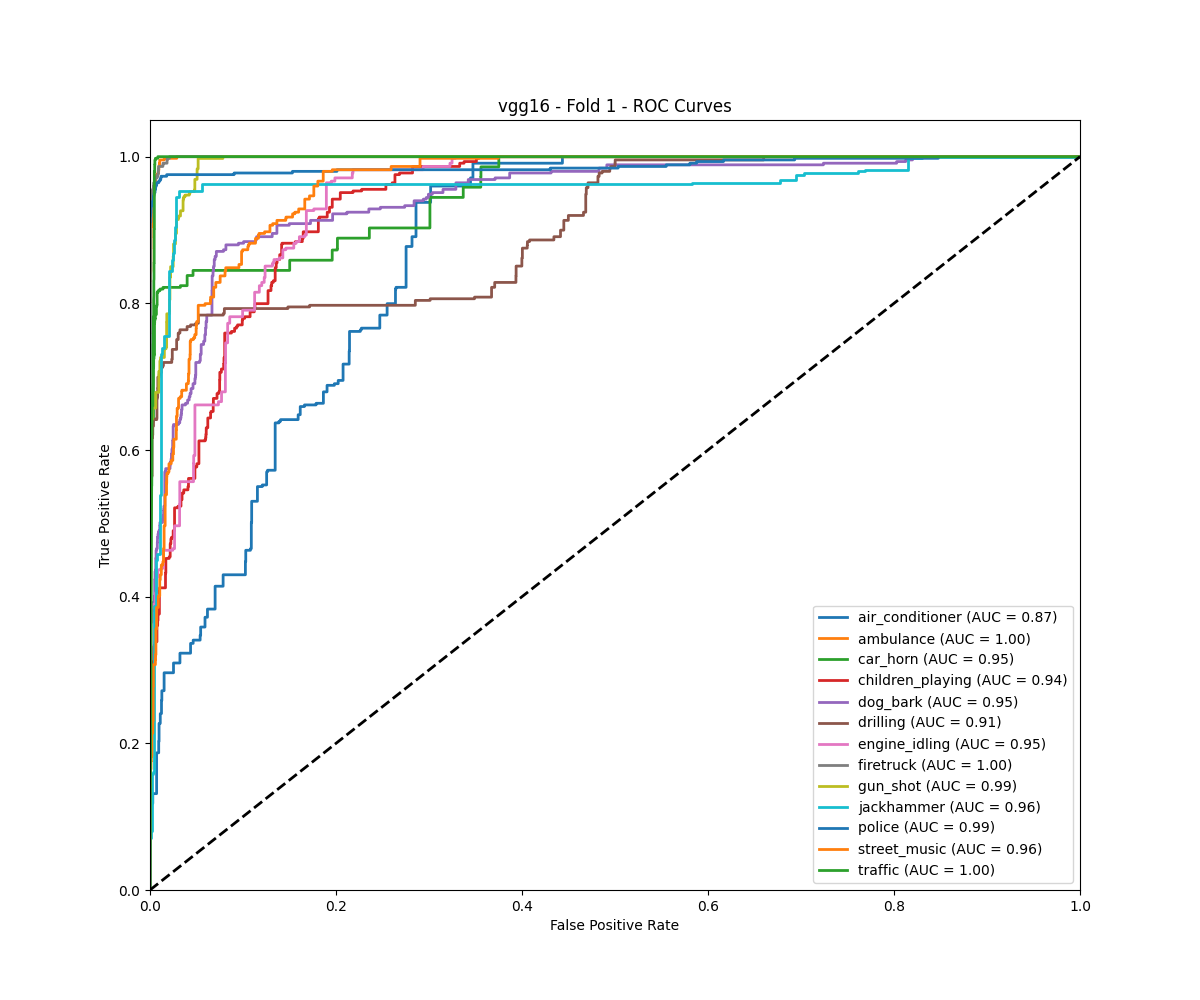 vgg16 - Fold 1 - ROC Curves
1.0
0.8
0.6
0.4
0.2
0.0
True Positive Rate
0.0 0.2 0.4 0.6 0.8 1.0
False Positive Rate
air_conditioner (AUC = 0.87)
ambulance (AUC = 1.00)
car_horn (AUC = 0.95)
children_playing (AUC = 0.94)
dog_bark (AUC = 0.95)
drilling (AUC = 0.91)
engine_idling (AUC = 0.95)
firetruck (AUC = 1.00)
gun_shot (AUC = 0.99)
jackhammer (AUC = 0.96)
police (AUC = 0.99)
street_music (AUC = 0.96)
traffic (AUC = 1.00)